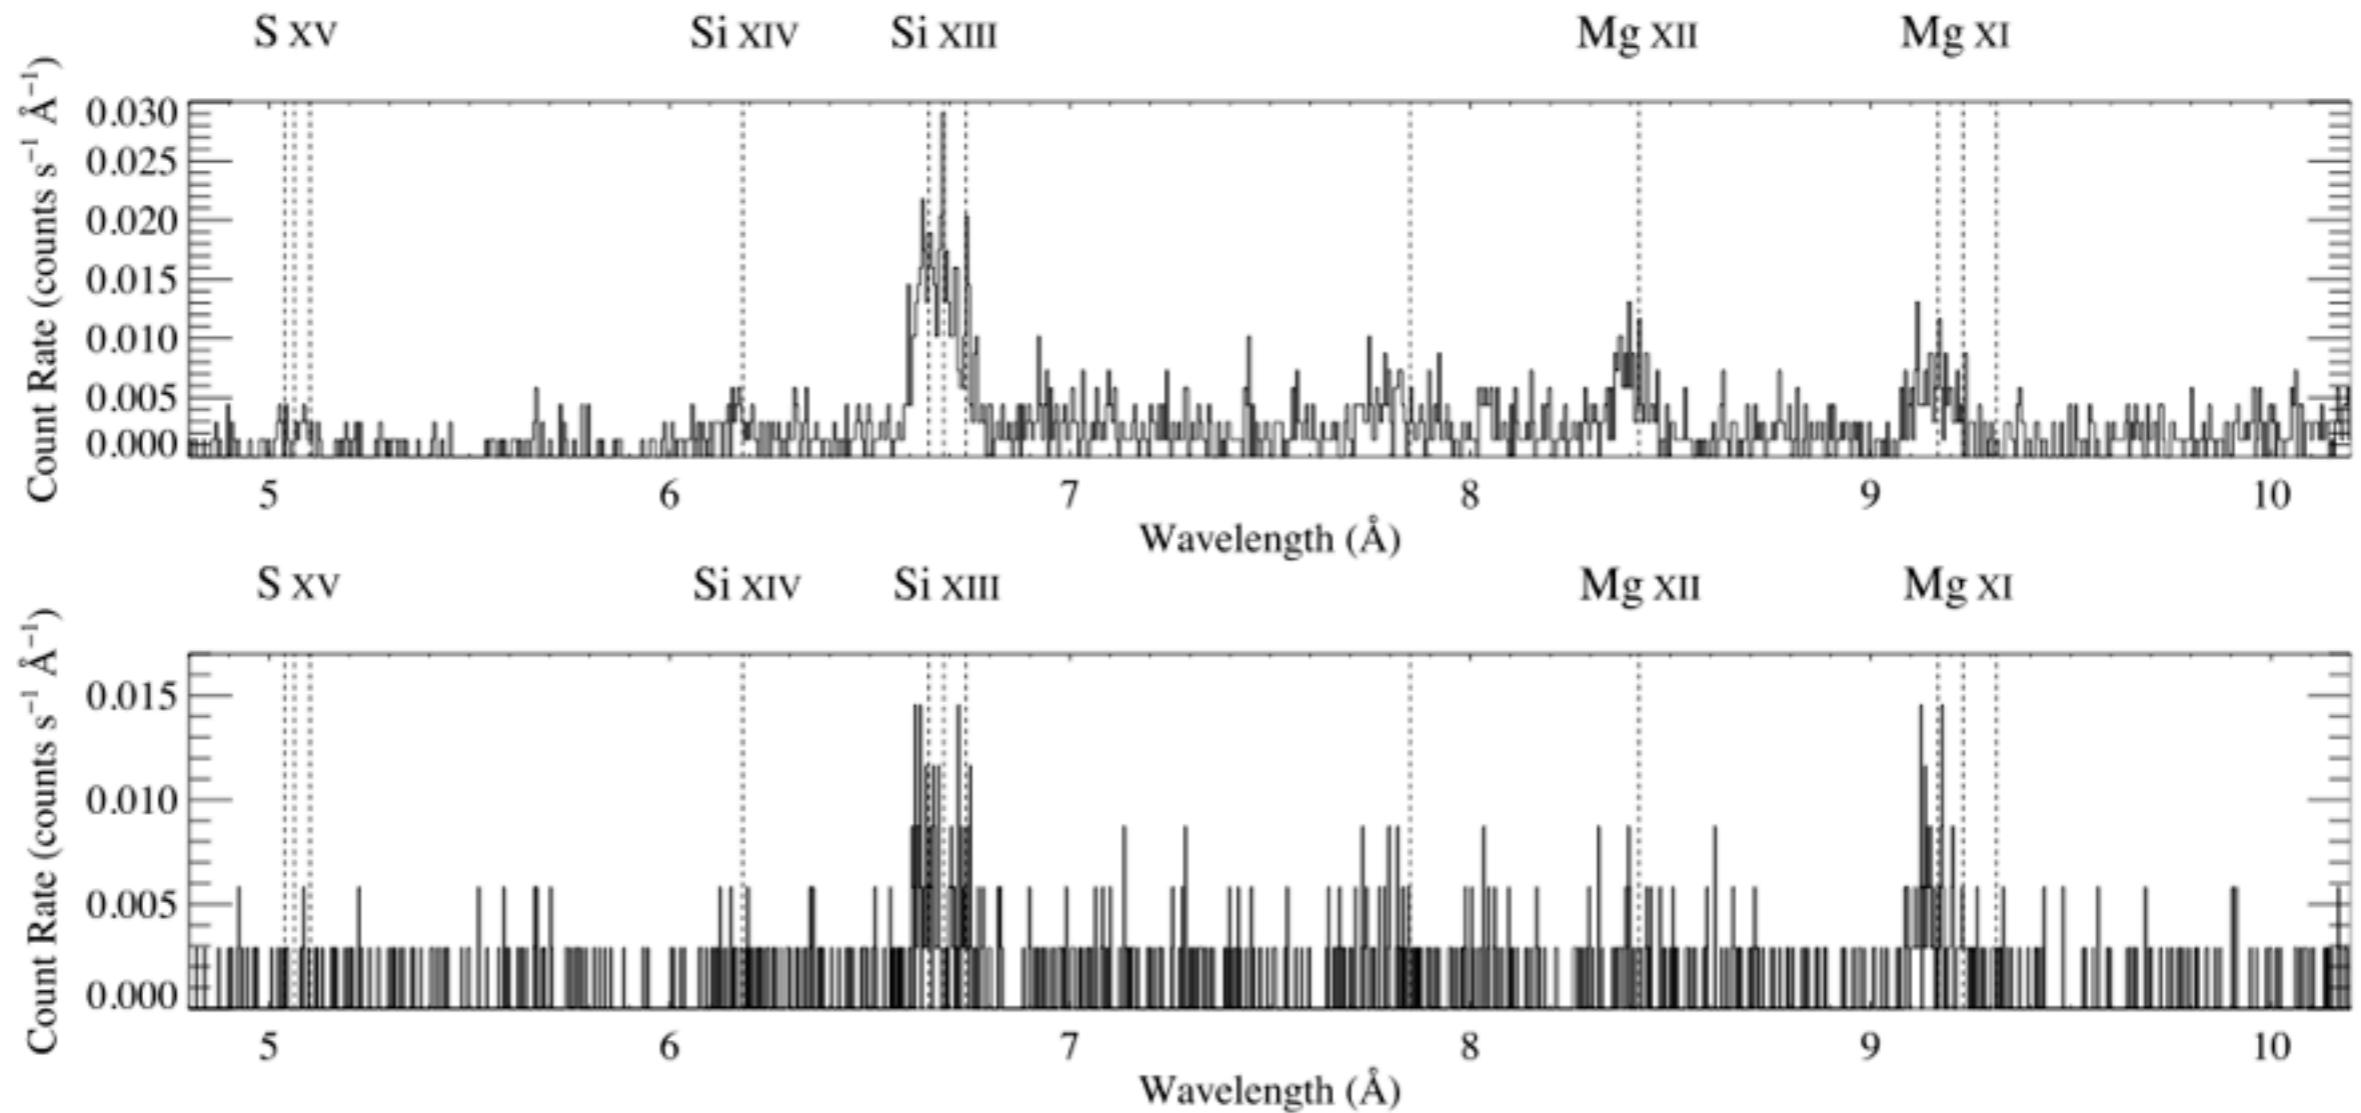 S XV Si XIV Si XIII Mg XII Mg XI
Count Rate (counts s⁻¹ Å⁻¹)
0.030
0.025
0.020
0.015
0.010
0.005
0.000
5 6 7 8 9 10
Wavelength (Å)
S XV Si XIV Si XIII Mg XII Mg XI
Count Rate (counts s⁻¹ Å⁻¹)
0.015
0.010
0.005
0.000
5 6 7 8 9 10
Wavelength (Å)